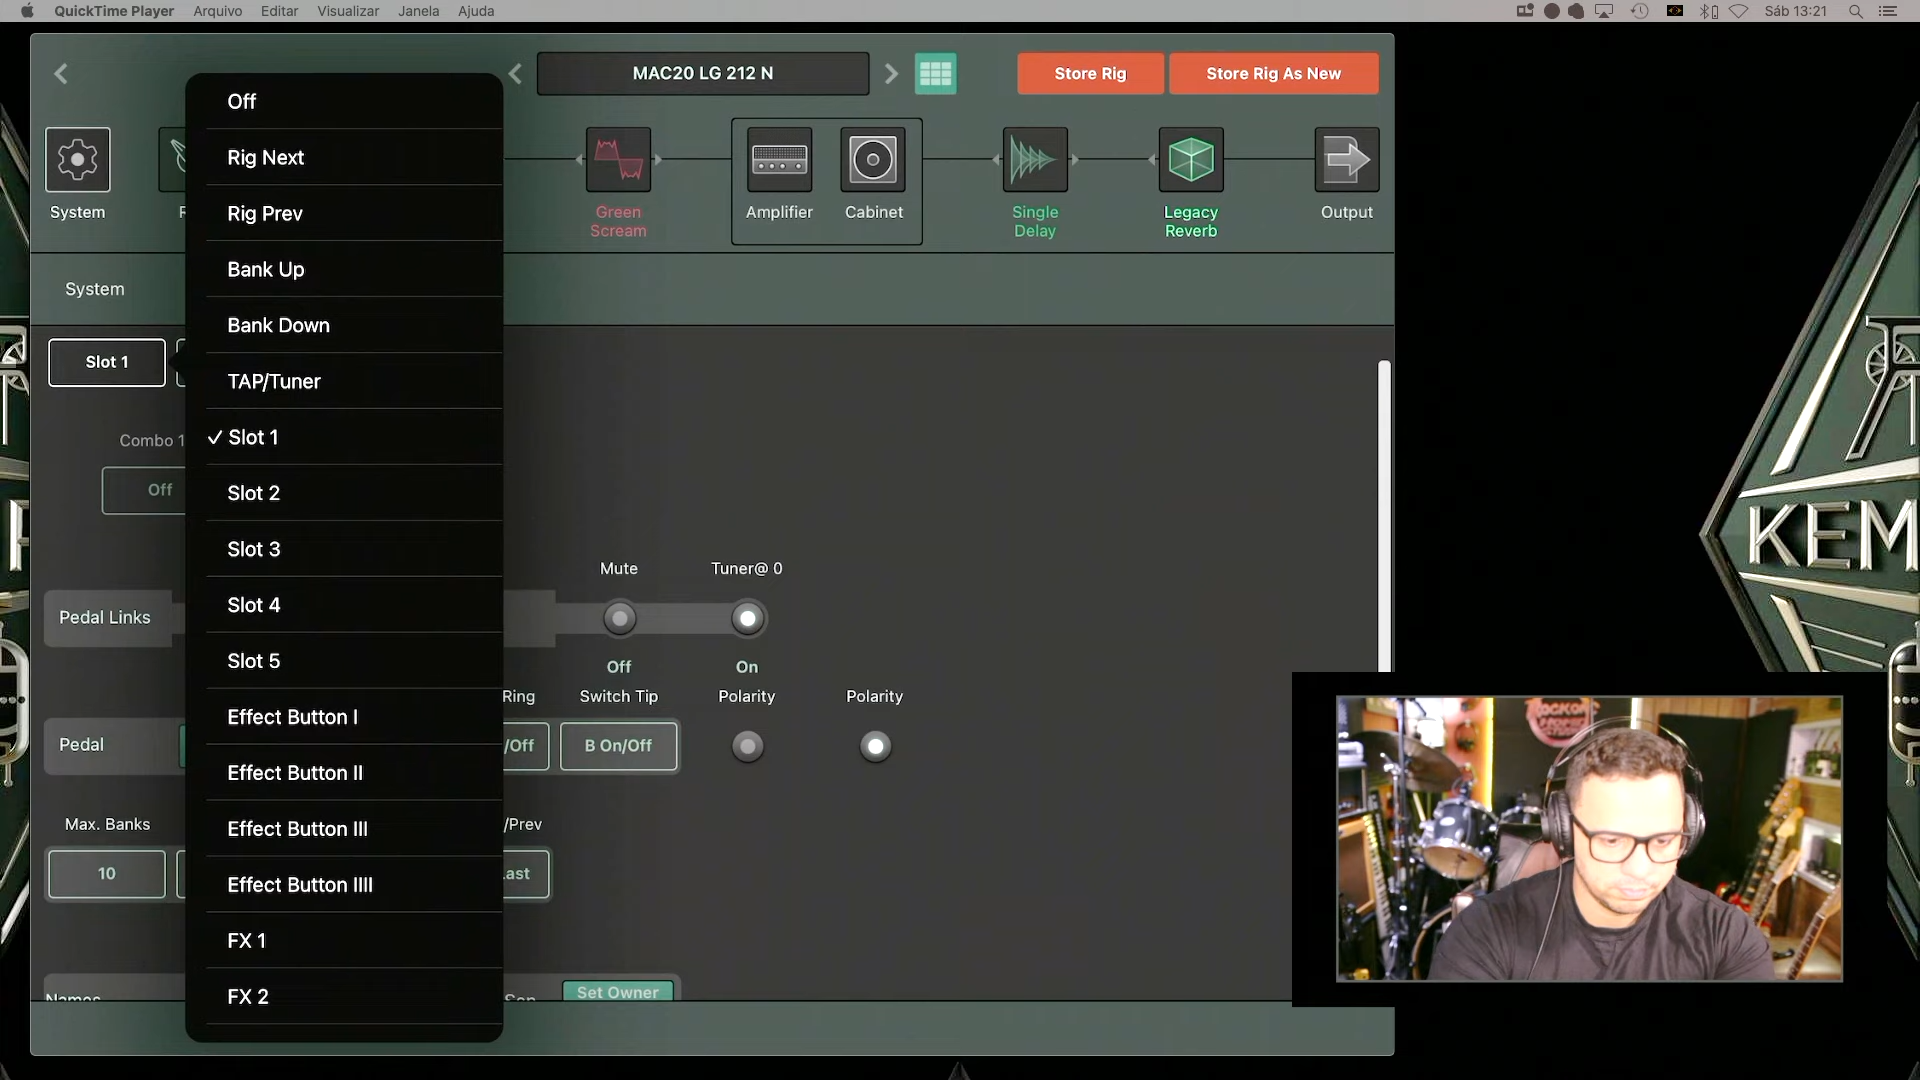 QuickTime Player Arquivo Editar Visualizar Janela Ajuda
Sáb 13:21
MAC20 LG 212 N
Store Rig
Store Rig As New
System
Green
Scream
Amplifier
Cabinet
Single
Delay
Legacy
Reverb
Output
System
Slot 1
Combo 1
Off
Off
Rig Next
Rig Prev
Bank Up
Bank Down
TAP/Tuner
✓ Slot 1
Slot 2
Slot 3
Slot 4
Slot 5
Effect Button I
Effect Button II
Effect Button III
Effect Button IIII
FX 1
FX 2
Mute
Tuner@ 0
Pedal Links
Off
On
Ring
Switch Tip
Polarity
Polarity
Pedal
/Off
B On/Off
Max. Banks
/Prev
10
Last
Names
Set Owner
KEM
ROCK ON